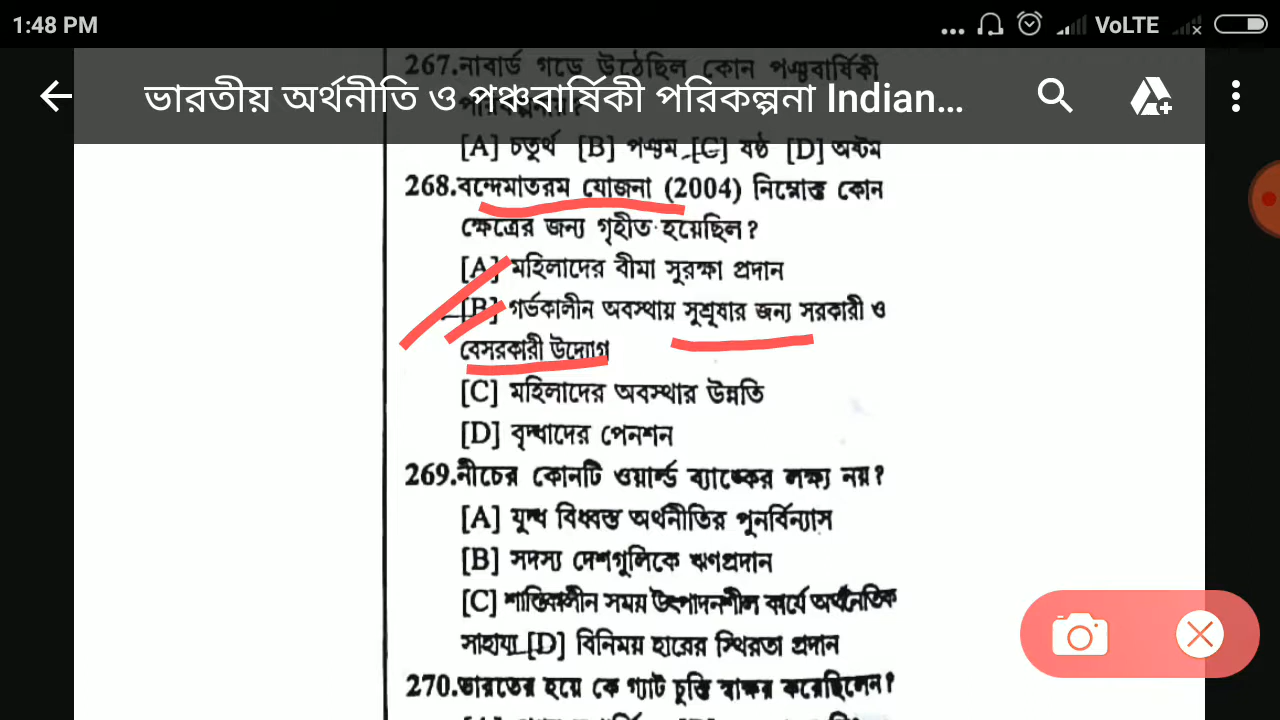 1:48 PM
... VoLTE
ভারতীয় অর্থনীতি ও পঞ্চবার্ষিকী পরিকল্পনা Indian...
267.নাবার্ড গড়ে উঠেছিল কোন পঞ্চবার্ষিকী
পরিকল্পনায়?
[A] চতুর্থ [B] পঞ্চম [C] ষষ্ঠ [D] অষ্টম
268.বন্দেমাতরম যোজনা (2004) নিম্নোক্ত কোন
ক্ষেত্রের জন্য গৃহীত হয়েছিল?
[A] মহিলাদের বীমা সুরক্ষা প্রদান
[B] গর্ভকালীন অবস্থায় সুশ্রূষার জন্য সরকারী ও
বেসরকারী উদ্যোগ
[C] মহিলাদের অবস্থার উন্নতি
[D] বৃদ্ধাদের পেনশন
269.নীচের কোনটি ওয়ার্ল্ড ব্যাঙ্কের লক্ষ্য নয়?
[A] যুদ্ধ বিধ্বস্ত অর্থনীতির পুনর্বিন্যাস
[B] সদস্য দেশগুলিকে ঋণপ্রদান
[C] শান্তিকালীন সময় উৎপাদনশীল কার্যে অর্থনৈতিক
সাহায্য [D] বিনিময় হারের স্থিরতা প্রদান
270.ভারতের হয়ে কে গ্যাট চুক্তি স্বাক্ষর করেছিলেন?